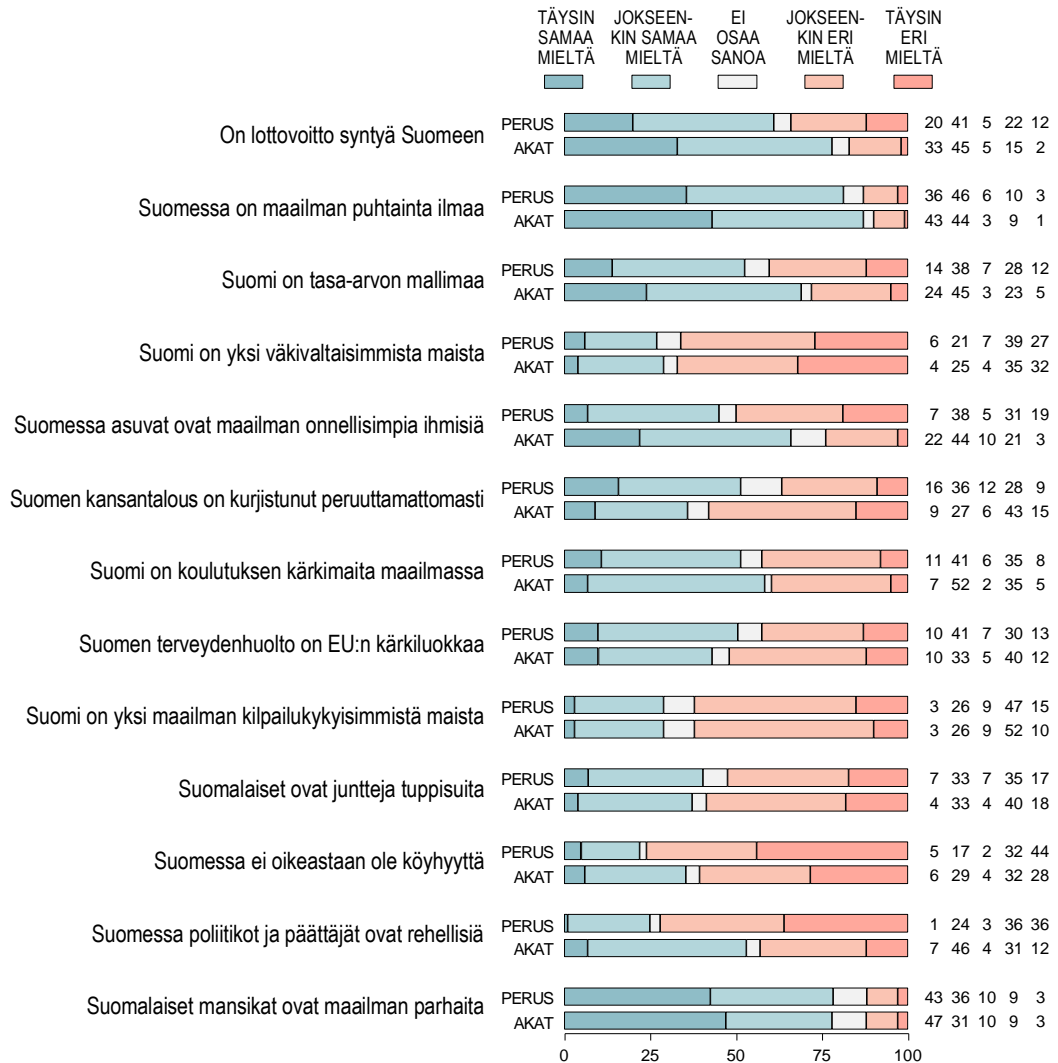 TÄYSIN SAMAA MIELTÄ
JOKSEEN-KIN SAMAA MIELTÄ
EI OSAA SANOA
JOKSEEN-KIN ERI MIELTÄ
TÄYSIN ERI MIELTÄ
On lottovoitto syntyä Suomeen
PERUS 20 41 5 22 12
AKAT 33 45 5 15 2
Suomessa on maailman puhtainta ilmaa
PERUS 36 46 6 10 3
AKAT 43 44 3 9 1
Suomi on tasa-arvon mallimaa
PERUS 14 38 7 28 12
AKAT 24 45 3 23 5
Suomi on yksi väkivaltaisimmista maista
PERUS 6 21 7 39 27
AKAT 4 25 4 35 32
Suomessa asuvat ovat maailman onnellisimpia ihmisiä
PERUS 7 38 5 31 19
AKAT 22 44 10 21 3
Suomen kansantalous on kurjistunut peruuttamattomasti
PERUS 16 36 12 28 9
AKAT 9 27 6 43 15
Suomi on koulutuksen kärkimaita maailmassa
PERUS 11 41 6 35 8
AKAT 7 52 2 35 5
Suomen terveydenhuolto on EU:n kärkiluokkaa
PERUS 10 41 7 30 13
AKAT 10 33 5 40 12
Suomi on yksi maailman kilpailukykyisimmistä maista
PERUS 3 26 9 47 15
AKAT 3 26 9 52 10
Suomalaiset ovat juntteja tuppisuita
PERUS 7 33 7 35 17
AKAT 4 33 4 40 18
Suomessa ei oikeastaan ole köyhyyttä
PERUS 5 17 2 32 44
AKAT 6 29 4 32 28
Suomessa poliitikot ja päättäjät ovat rehellisiä
PERUS 1 24 3 36 36
AKAT 7 46 4 31 12
Suomalaiset mansikat ovat maailman parhaita
PERUS 43 36 10 9 3
AKAT 47 31 10 9 3
0 25 50 75 100